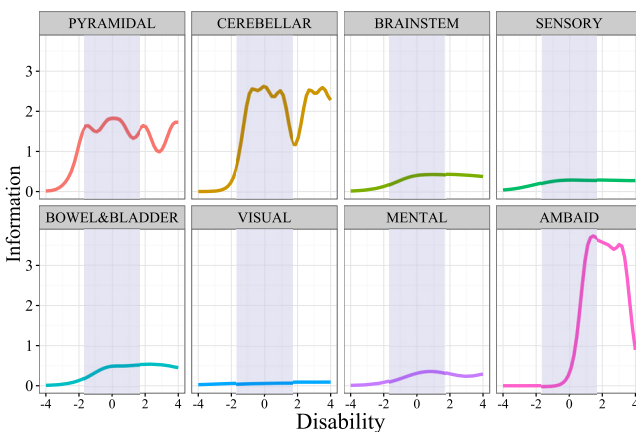 PYRAMIDAL CEREBELLAR BRAINSTEM SENSORY
3
2
1
0
BOWEL&BLADDER VISUAL MENTAL AMBAID
3
2
1
0
-4 -2 0 2 4 -4 -2 0 2 4 -4 -2 0 2 4 -4 -2 0 2 4
Information
Disability